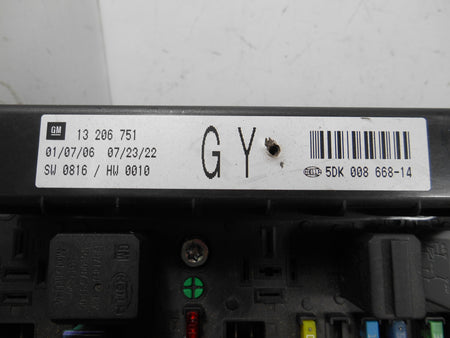 GM 13 206 751
01/07/06 07/23/22
SW 0816 / HW 0010
GY
HELLA 5DK 008 668-14